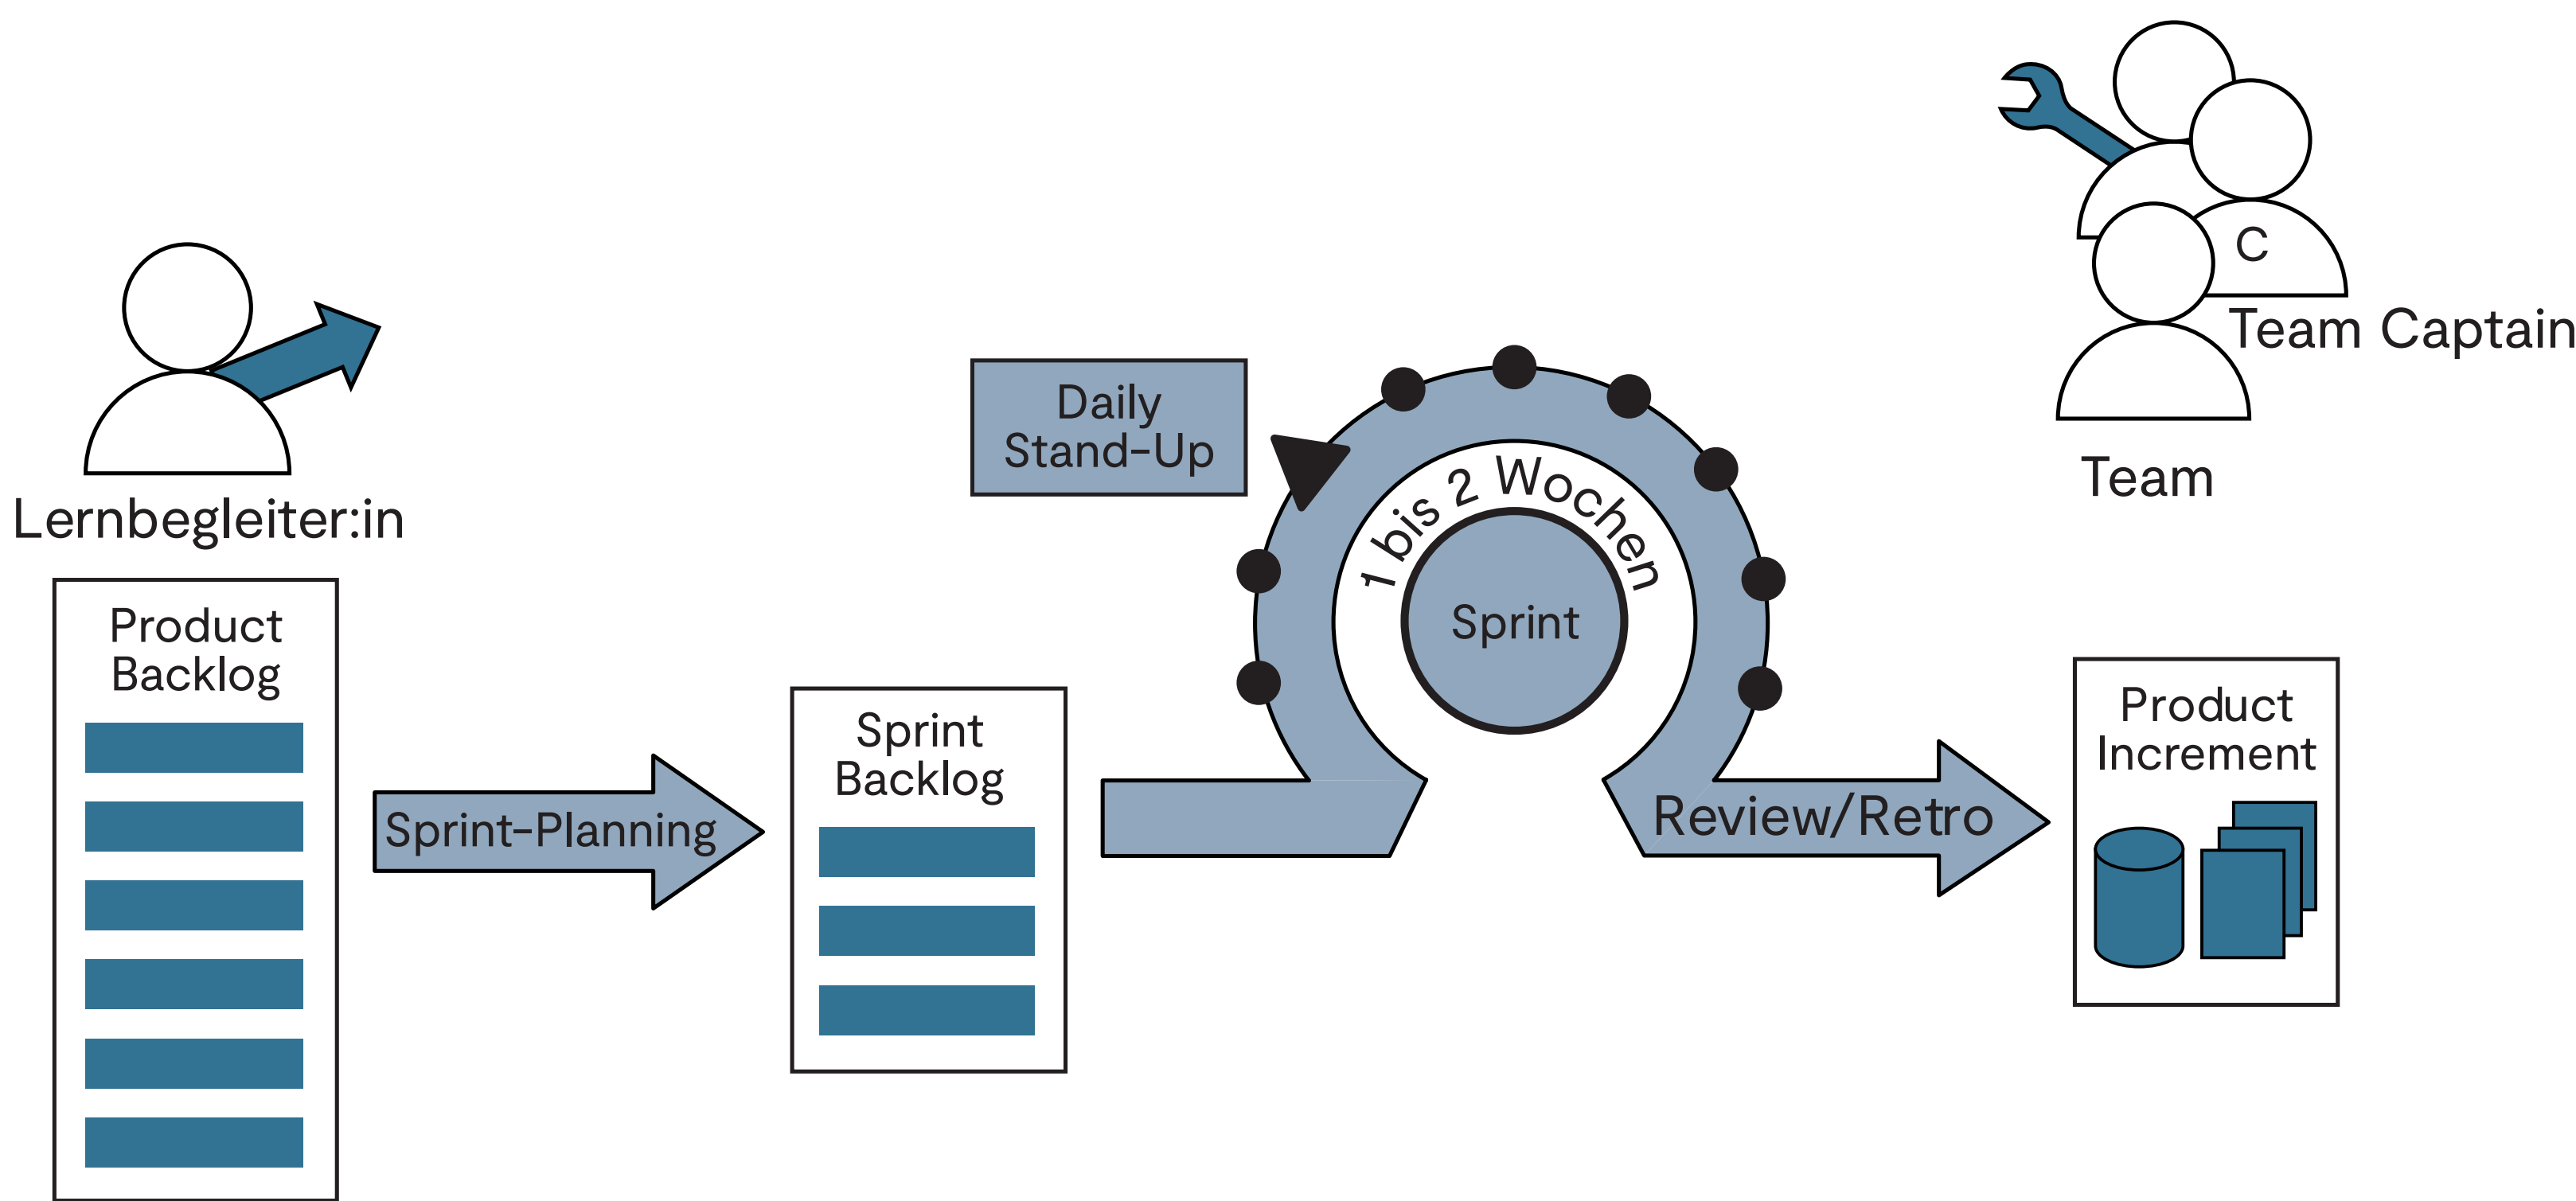 Lernbegleiter:in
Product
Backlog
Sprint-Planning
Sprint
Backlog
Daily
Stand-Up
1 bis 2 Wochen
Sprint
Review/Retro
C
Team Captain
Team
Product
Increment